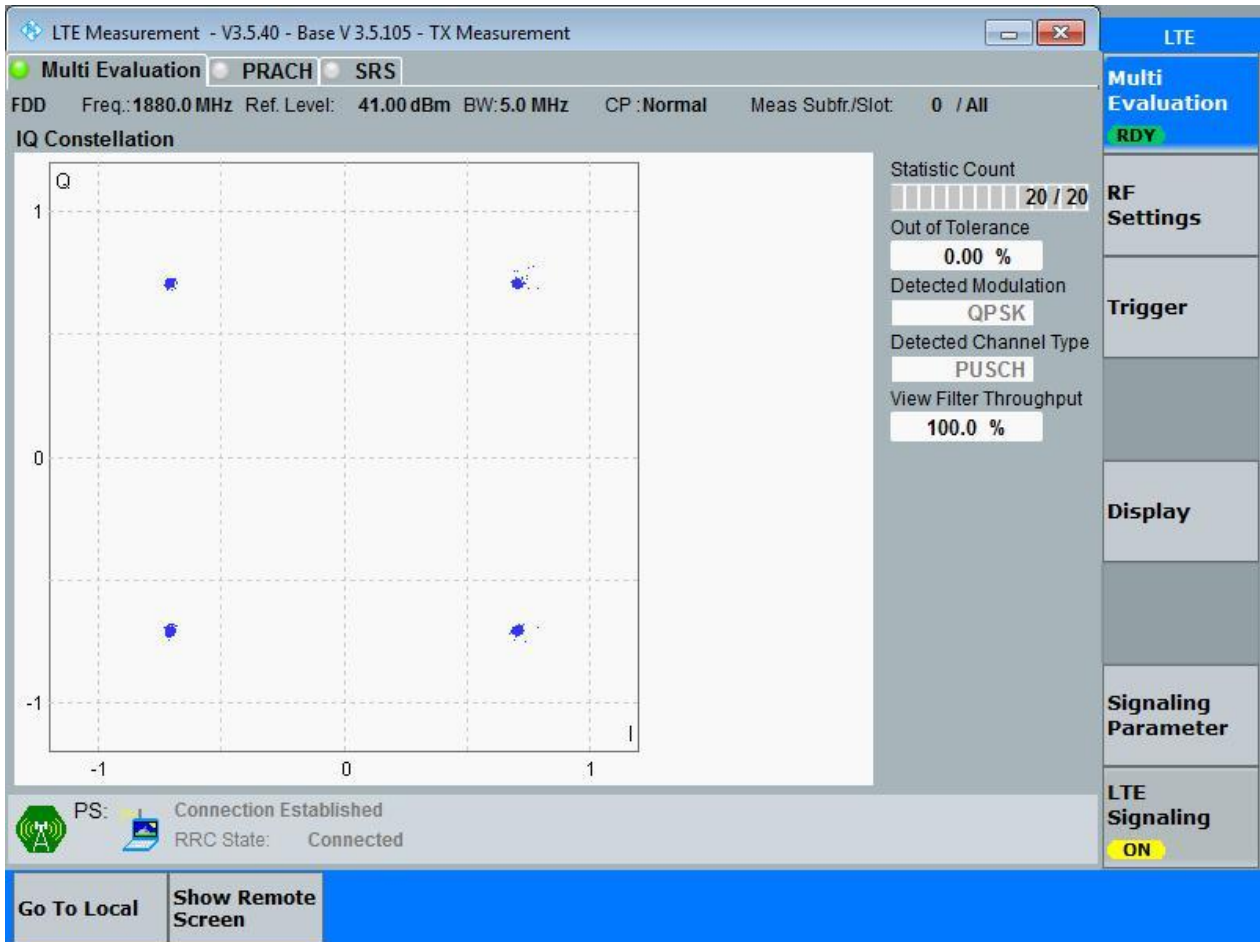 LTE Measurement - V3.5.40 - Base V 3.5.105 - TX Measurement
LTE
Multi Evaluation PRACH SRS
Multi
Evaluation
RDY
FDD Freq.: 1880.0 MHz Ref. Level: 41.00 dBm BW: 5.0 MHz CP : Normal Meas Subfr./Slot: 0 / All
IQ Constellation
Q
1
0
-1
I
-1 0 1
Statistic Count
20 / 20
Out of Tolerance
0.00 %
Detected Modulation
QPSK
Detected Channel Type
PUSCH
View Filter Throughput
100.0 %
RF
Settings
Trigger
Display
Signaling
Parameter
LTE
Signaling
ON
PS: Connection Established
RRC State: Connected
Go To Local
Show Remote
Screen